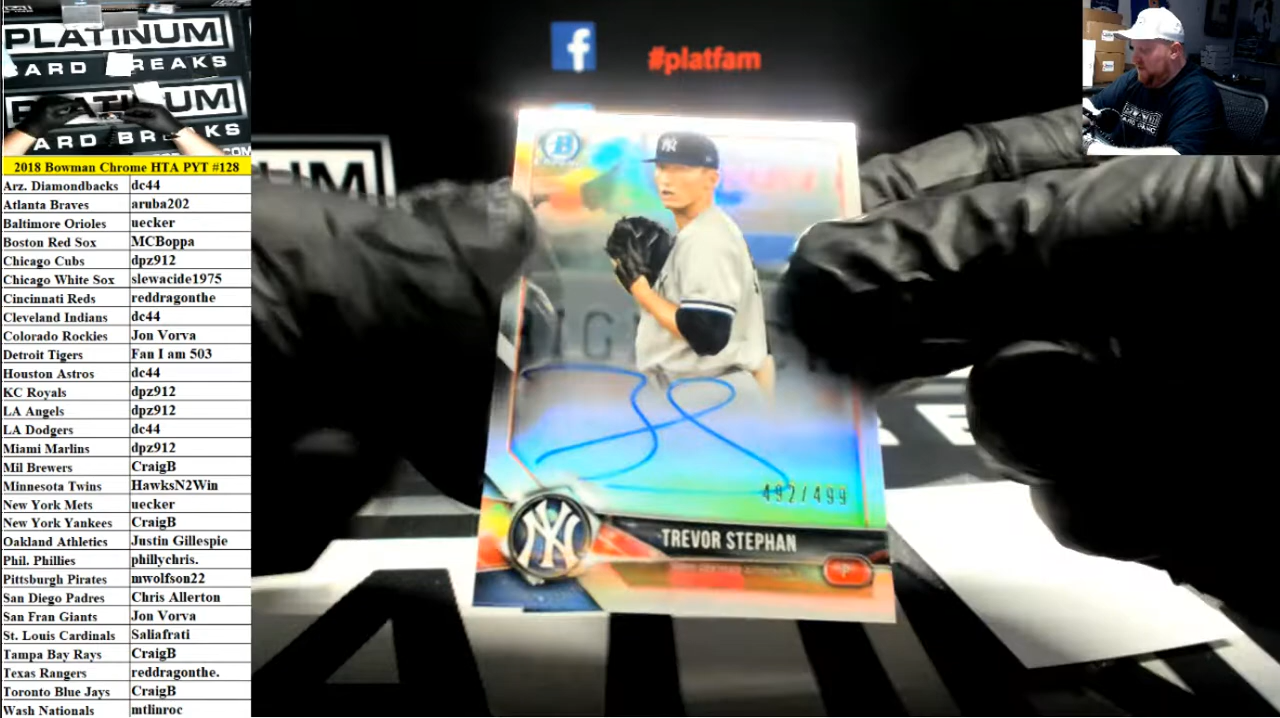 PLATINUM
CARD BREAKS
UM
ARD BREAKS
.COM
2018 Bowman Chrome HTA PYT #128
Arz. Diamondbacks dc44
Atlanta Braves aruba202
Baltimore Orioles uecker
Boston Red Sox MCBoppa
Chicago Cubs dpz912
Chicago White Sox slewacide1975
Cincinnati Reds reddragonthe
Cleveland Indians dc44
Colorado Rockies Jon Vorva
Detroit Tigers Fan I am 503
Houston Astros dc44
KC Royals dpz912
LA Angels dpz912
LA Dodgers dc44
Miami Marlins dpz912
Mil Brewers CraigB
Minnesota Twins HawksN2Win
New York Mets uecker
New York Yankees CraigB
Oakland Athletics Justin Gillespie
Phil. Phillies phillychris.
Pittsburgh Pirates mwolfson22
San Diego Padres Chris Allerton
San Fran Giants Jon Vorva
St. Louis Cardinals Saliafrati
Tampa Bay Rays CraigB
Texas Rangers reddragonthe.
Toronto Blue Jays CraigB
Wash Nationals mtlinroc
f
#platfam
UM
B
NY
492/499
NY
TREVOR STEPHAN
P